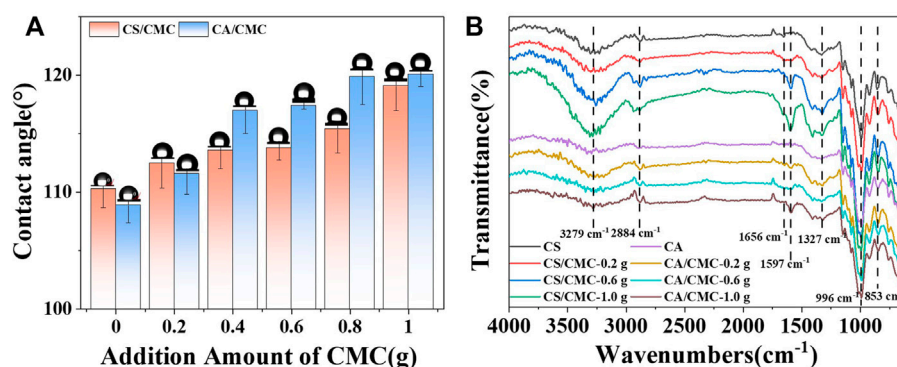 A
CS/CMC CA/CMC
Contact angle(°)
120
110
100
0 0.2 0.4 0.6 0.8 1
Addition Amount of CMC(g)
B
Transmittance(%)
3279 cm⁻¹ 2884 cm⁻¹ 1656 cm⁻¹ 1327 cm⁻¹
1597 cm⁻¹
996 cm⁻¹ 853 cm
CS CA
CS/CMC-0.2 g CA/CMC-0.2 g
CS/CMC-0.6 g CA/CMC-0.6 g
CS/CMC-1.0 g CA/CMC-1.0 g
4000 3500 3000 2500 2000 1500 1000
Wavenumbers(cm⁻¹)